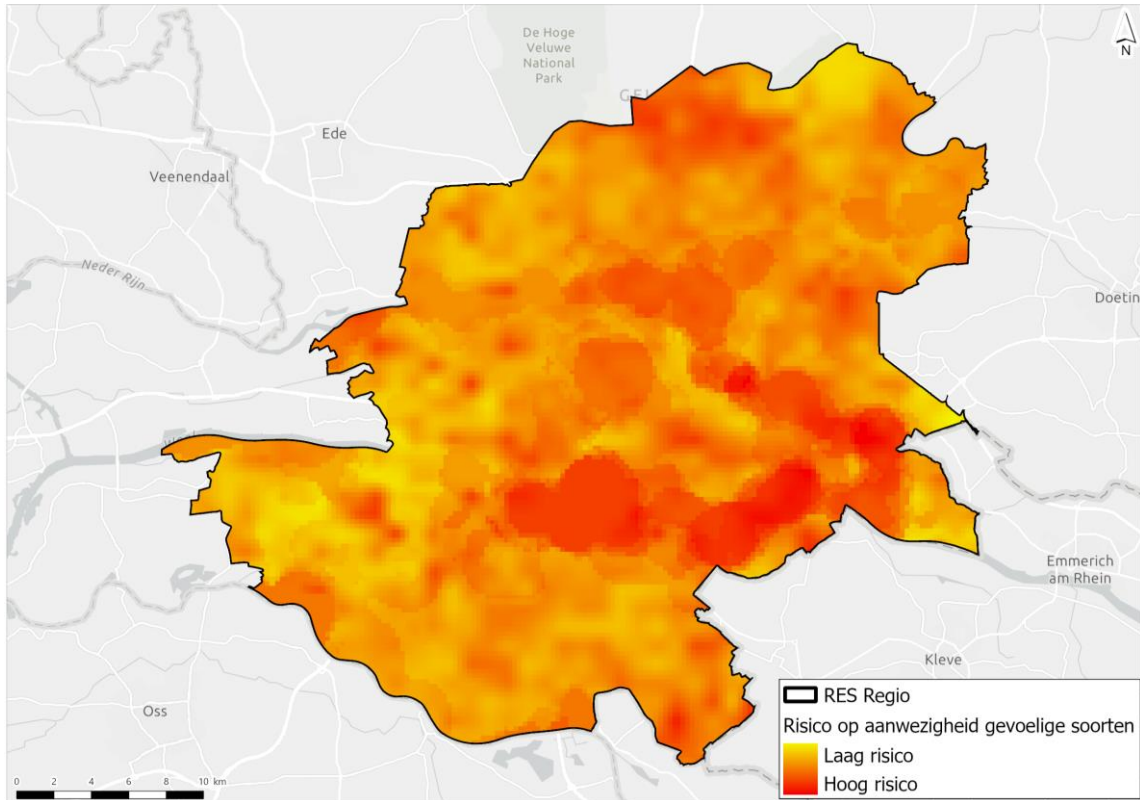 De Hoge
Veluwe
National
Park
N
GEL
Ede
Veenendaal
Neder Rijn
Doetin
Emmerich
am Rhein
Kleve
Oss
RES Regio
Risico op aanwezigheid gevoelige soorten
Laag risico
Hoog risico
0 2 4 6 8 10 km